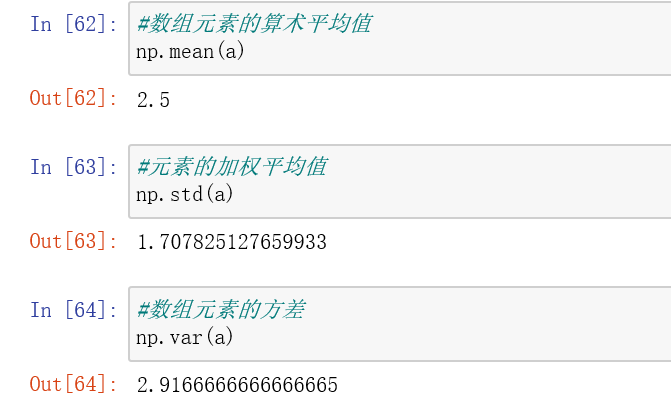 In [62]: #数组元素的算术平均值
np.mean(a)
Out[62]: 2.5
In [63]: #元素的加权平均值
np.std(a)
Out[63]: 1.707825127659933
In [64]: #数组元素的方差
np.var(a)
Out[64]: 2.9166666666666665